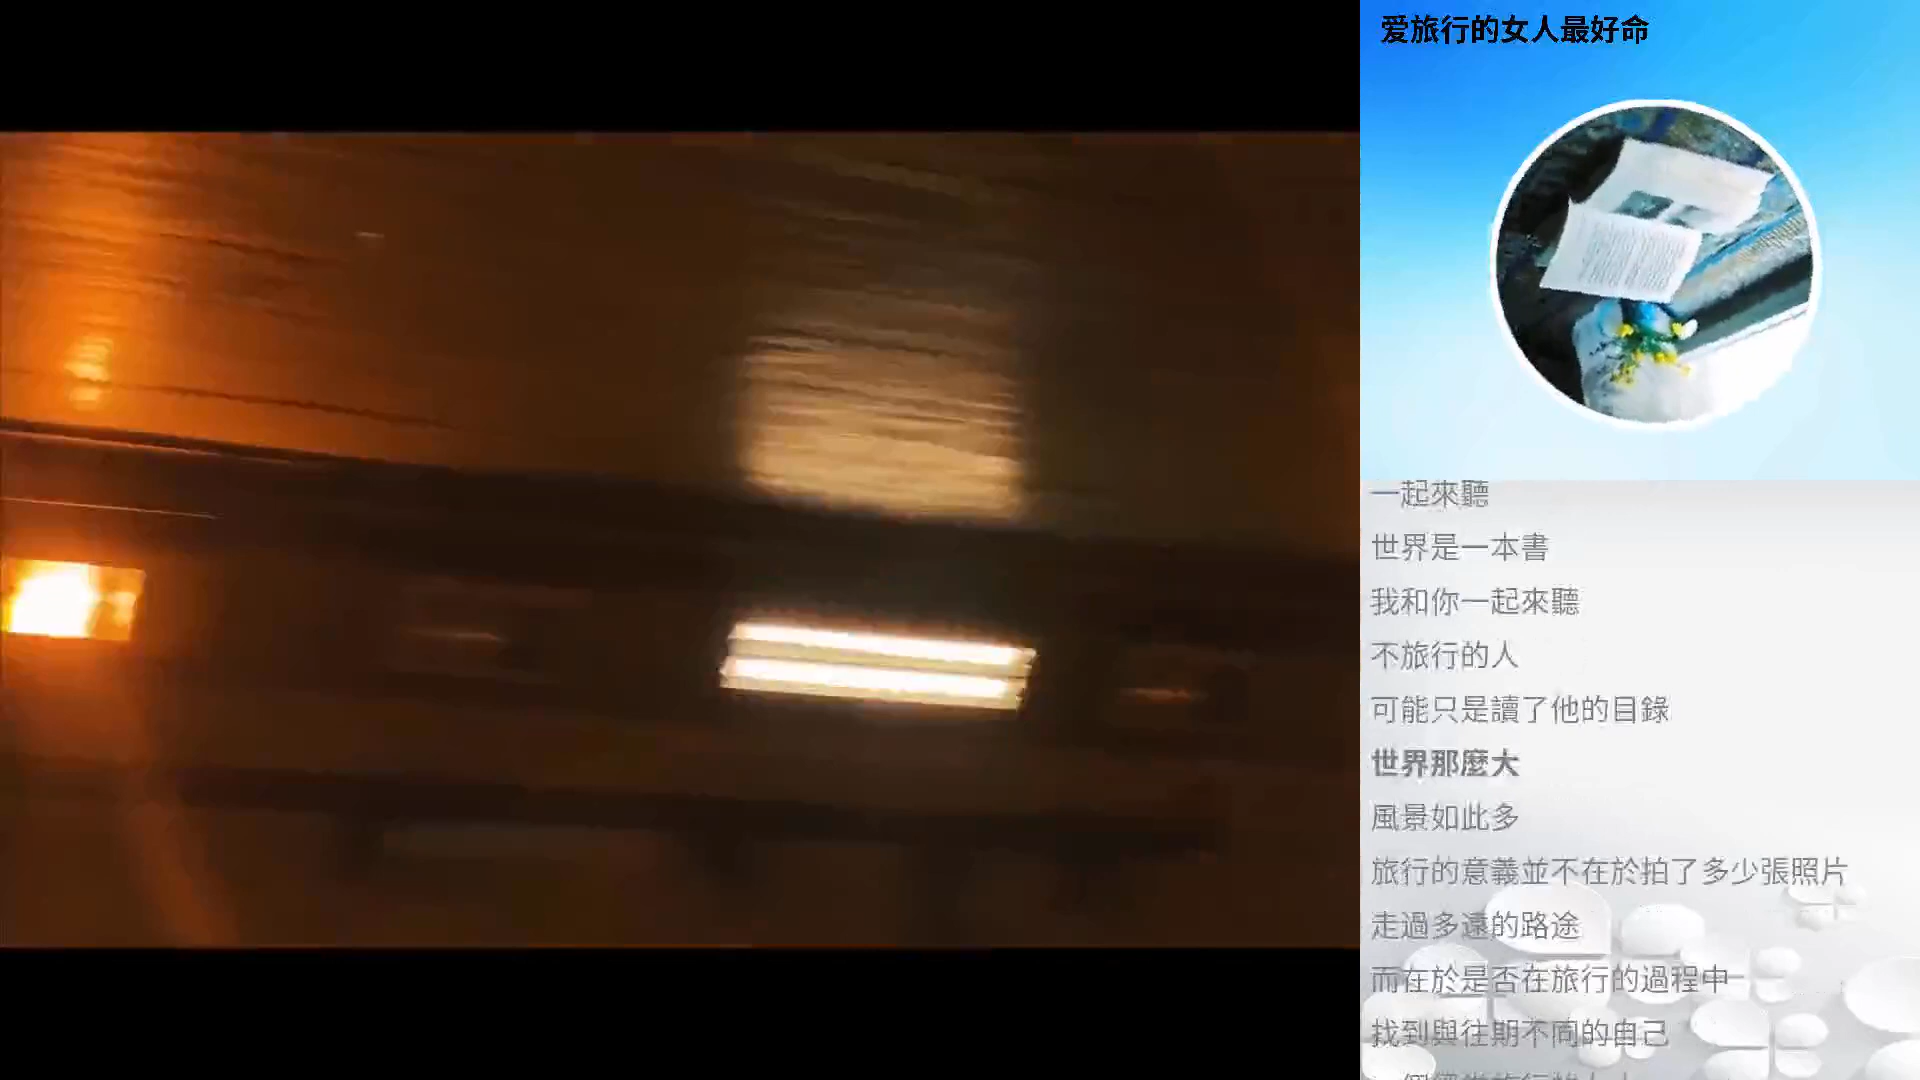 爱旅行的女人最好命
一起來聽
世界是一本書
我和你一起來聽
不旅行的人
可能只是讀了他的目錄
世界那麼大
風景如此多
旅行的意義並不在於拍了多少張照片
走過多遠的路途
而在於是否在旅行的過程中
找到與往期不同的自己